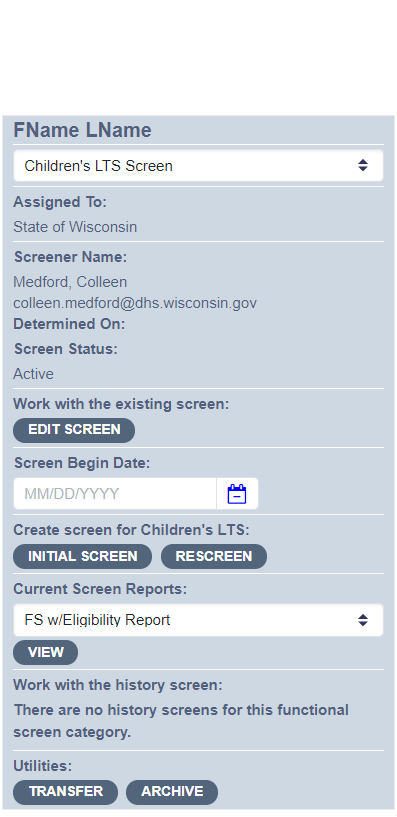 FName LName
Children's LTS Screen
Assigned To:
State of Wisconsin
Screener Name:
Medford, Colleen
colleen.medford@dhs.wisconsin.gov
Determined On:
Screen Status:
Active
Work with the existing screen:
EDIT SCREEN
Screen Begin Date:
MM/DD/YYYY
Create screen for Children's LTS:
INITIAL SCREEN RESCREEN
Current Screen Reports:
FS w/Eligibility Report
VIEW
Work with the history screen:
There are no history screens for this functional
screen category.
Utilities:
TRANSFER ARCHIVE